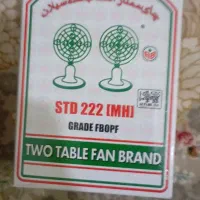 STD 222 [MH]
GRADE FBOPF
TWO TABLE FAN BRAND